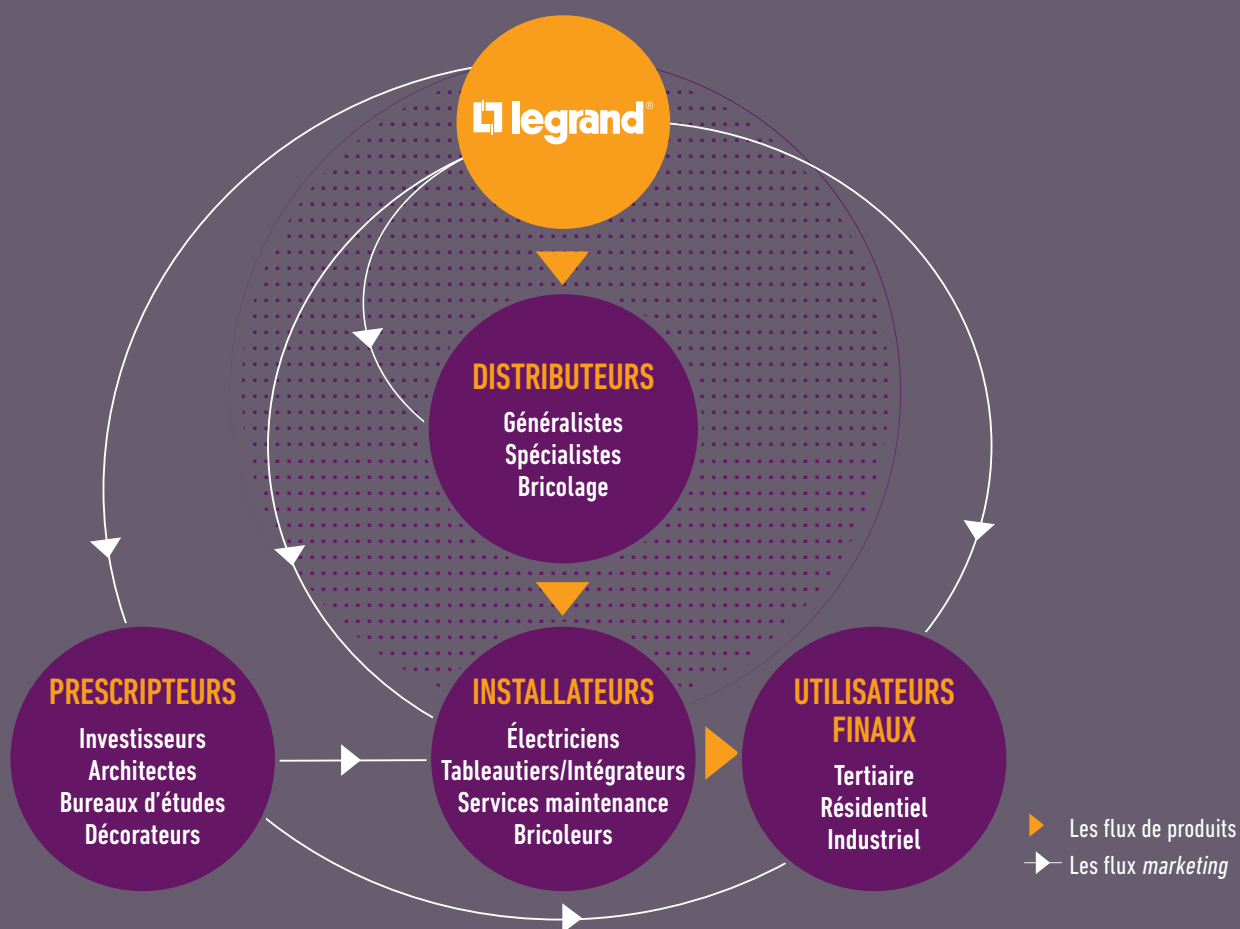 legrand®
DISTRIBUTEURS
Généralistes
Spécialistes
Bricolage
PRESCRIPTEURS
Investisseurs
Architectes
Bureaux d'études
Décorateurs
INSTALLATEURS
Électriciens
Tableautiers/Intégrateurs
Services maintenance
Bricoleurs
UTILISATEURS
FINAUX
Tertiaire
Résidentiel
Industriel
Les flux de produits
Les flux marketing